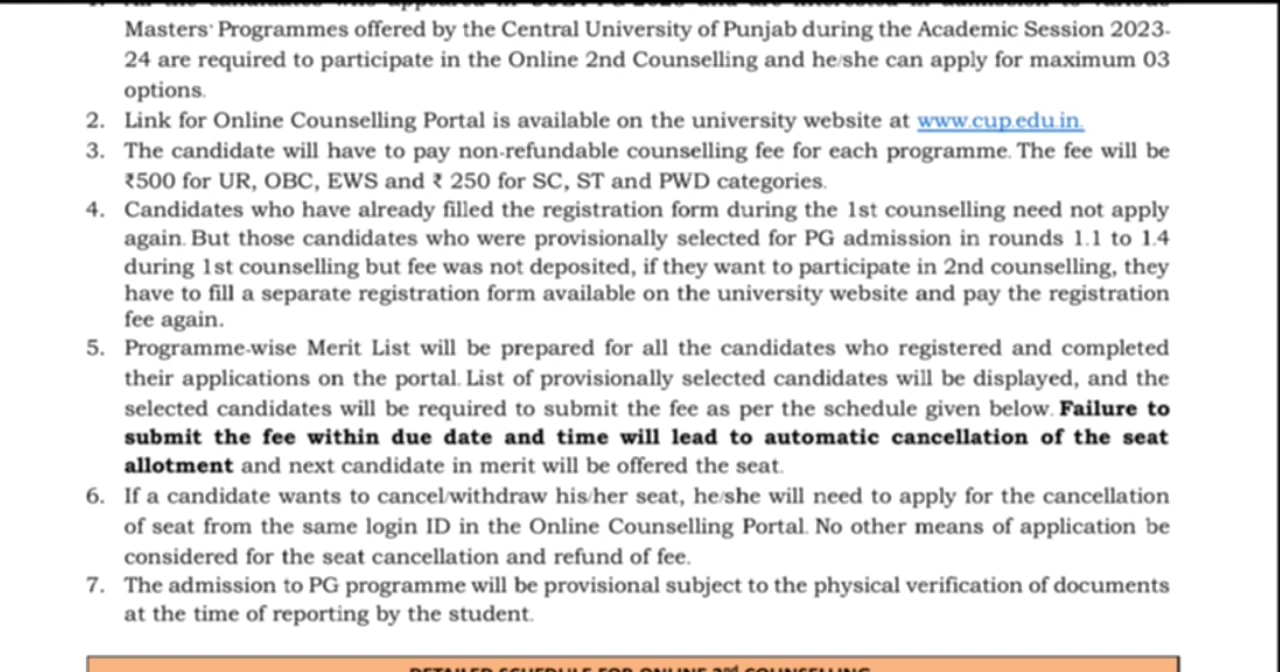 Masters' Programmes offered by the Central University of Punjab during the Academic Session 2023-
24 are required to participate in the Online 2nd Counselling and he/she can apply for maximum 03
options.
2. Link for Online Counselling Portal is available on the university website at www.cup.edu.in.
3. The candidate will have to pay non-refundable counselling fee for each programme. The fee will be
₹500 for UR, OBC, EWS and ₹ 250 for SC, ST and PWD categories.
4. Candidates who have already filled the registration form during the 1st counselling need not apply
again. But those candidates who were provisionally selected for PG admission in rounds 1.1 to 1.4
during 1st counselling but fee was not deposited, if they want to participate in 2nd counselling, they
have to fill a separate registration form available on the university website and pay the registration
fee again.
5. Programme-wise Merit List will be prepared for all the candidates who registered and completed
their applications on the portal. List of provisionally selected candidates will be displayed, and the
selected candidates will be required to submit the fee as per the schedule given below. Failure to
submit the fee within due date and time will lead to automatic cancellation of the seat
allotment and next candidate in merit will be offered the seat.
6. If a candidate wants to cancel/withdraw his/her seat, he/she will need to apply for the cancellation
of seat from the same login ID in the Online Counselling Portal. No other means of application be
considered for the seat cancellation and refund of fee.
7. The admission to PG programme will be provisional subject to the physical verification of documents
at the time of reporting by the student.
DETAILED SCHEDULE FOR ONLINE 2nd COUNSELLING